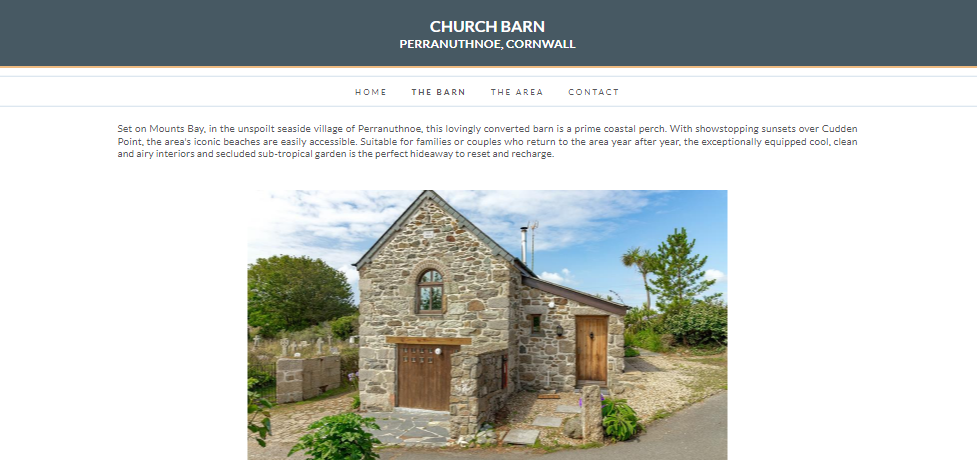 CHURCH BARN
PERRANUTHNOE, CORNWALL
HOME THE BARN THE AREA CONTACT
Set on Mounts Bay, in the unspoilt seaside village of Perranuthnoe, this lovingly converted barn is a prime coastal perch. With showstopping sunsets over Cudden
Point, the area's iconic beaches are easily accessible. Suitable for families or couples who return to the area year after year, the exceptionally equipped cool, clean
and airy interiors and secluded sub-tropical garden is the perfect hideaway to reset and recharge.